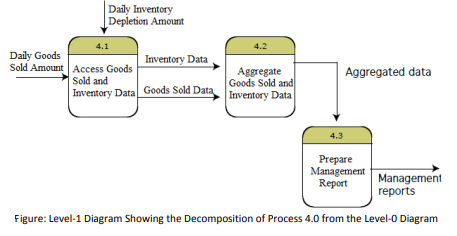 Daily Inventory
Depletion Amount
Daily Goods
Sold Amount
4.1
Access Goods
Sold and
Inventory Data
Inventory Data
Goods Sold Data
4.2
Aggregate
Goods Sold and
Inventory Data
Aggregated data
4.3
Prepare
Management
Report
Management
reports
Figure: Level-1 Diagram Showing the Decomposition of Process 4.0 from the Level-0 Diagram